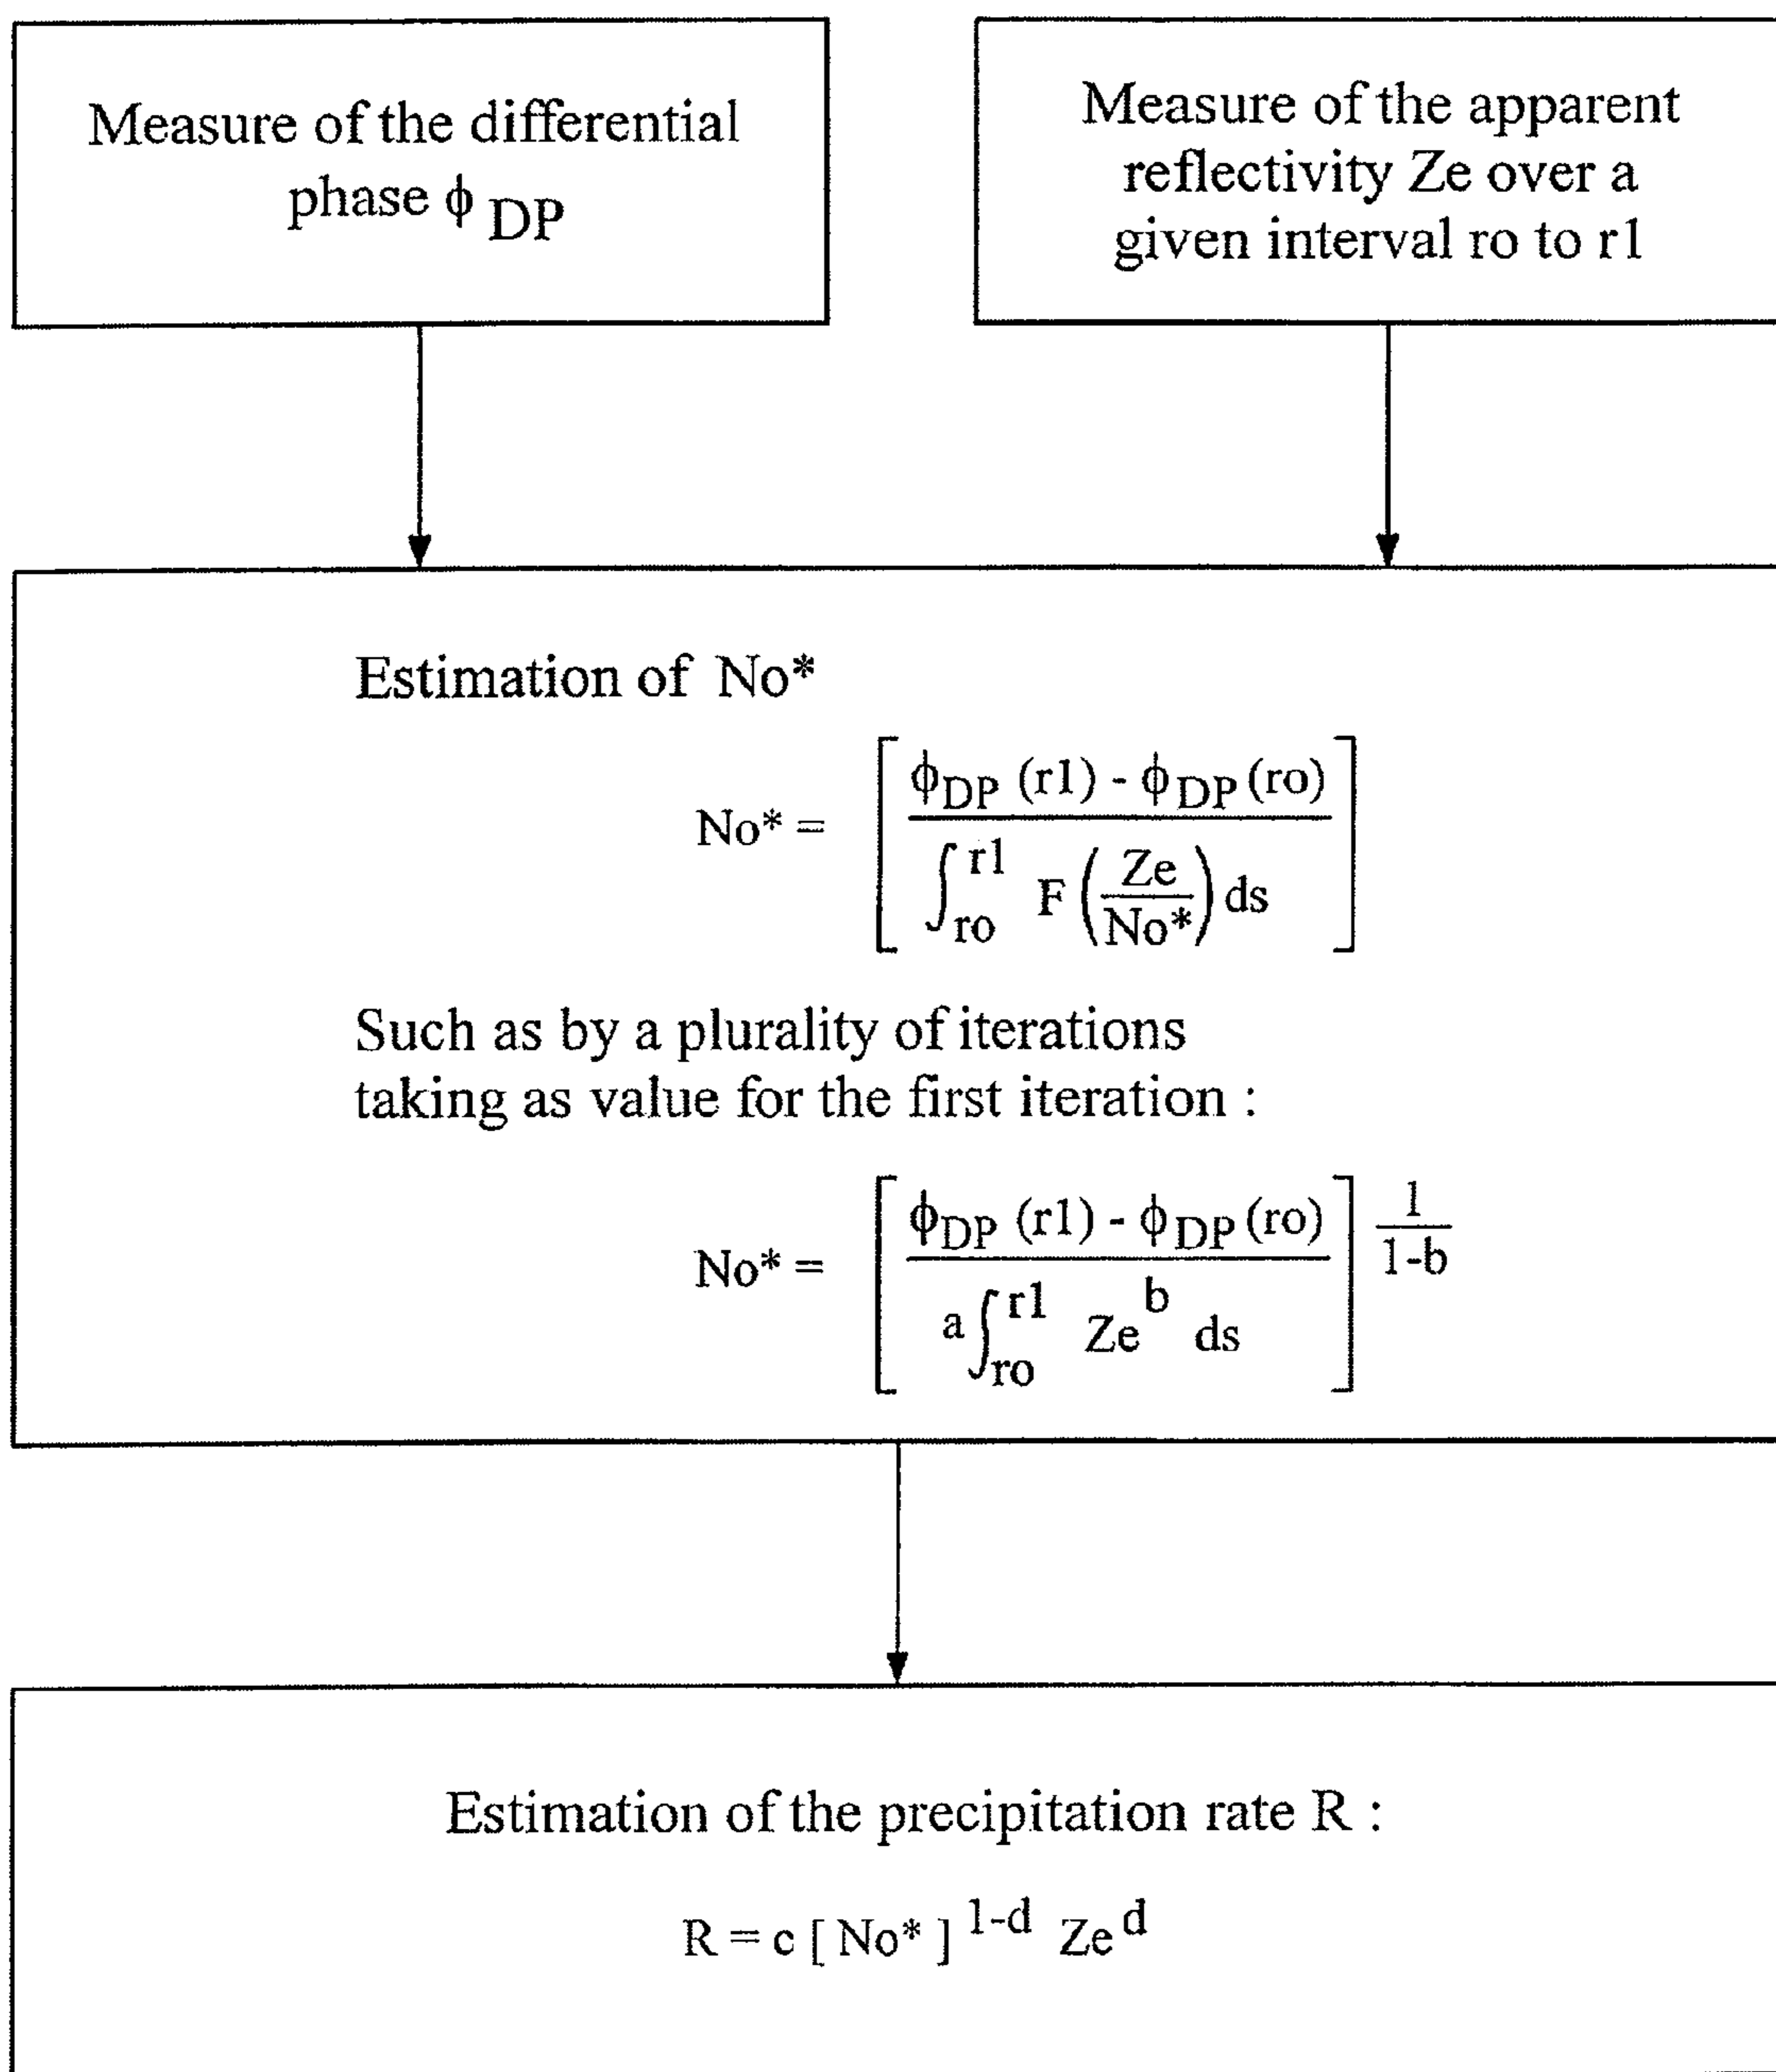 Measure of the differential
phase ϕ DP
Measure of the apparent
reflectivity Ze over a
given interval ro to r1
Estimation of No*
No* = [ (ϕDP (r1) - ϕDP (ro)) / (∫ro^r1 F (Ze/No*) ds) ]
Such as by a plurality of iterations
taking as value for the first iteration :
No* = [ (ϕDP (r1) - ϕDP (ro)) / (a ∫ro^r1 Ze^b ds) ]^(1/(1-b))
Estimation of the precipitation rate R :
R = c [ No* ]^1-d Ze^d